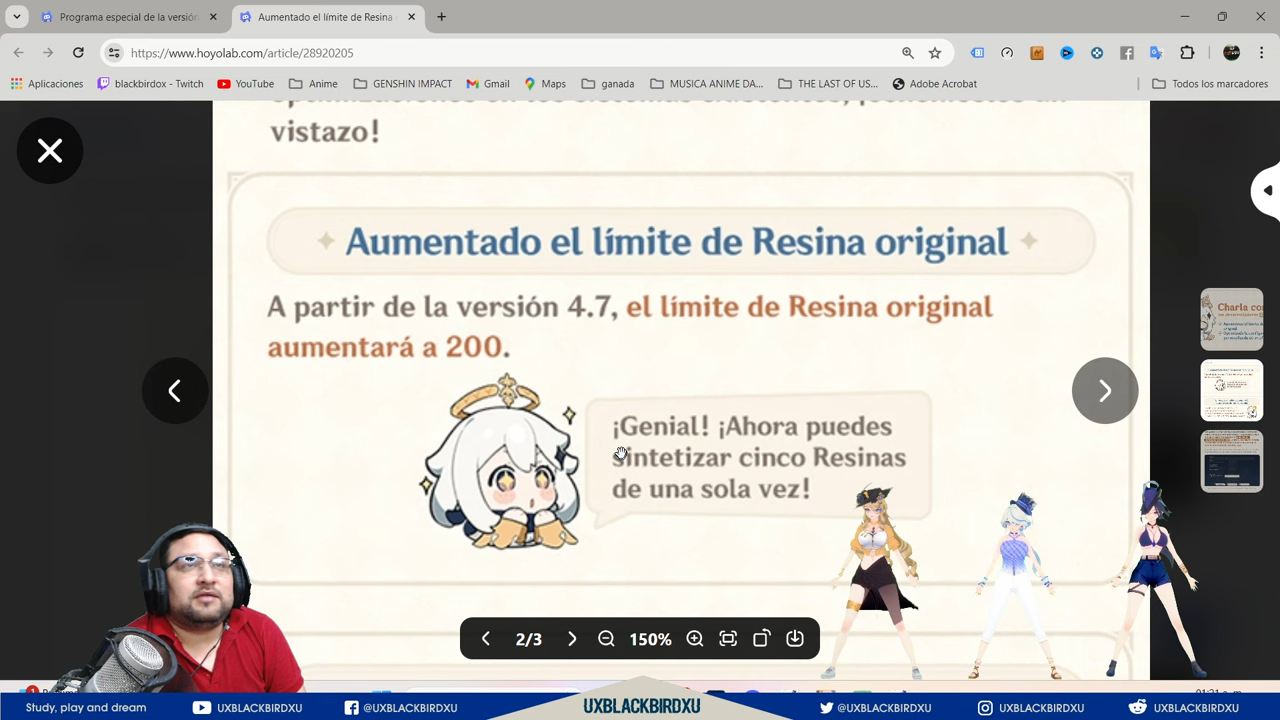 Programa especial de la versión
Aumentado el límite de Resina
https://www.hoyolab.com/article/28920205
Aplicaciones
blackbirdox - Twitch
YouTube
Anime
GENSHIN IMPACT
Gmail
Maps
ganada
MUSICA ANIME DA...
THE LAST OF US...
Adobe Acrobat
Todos los marcadores
vistazo!
Aumentado el límite de Resina original
A partir de la versión 4.7, el límite de Resina original
aumentará a 200.
¡Genial! ¡Ahora puedes
sintetizar cinco Resinas
de una sola vez!
2/3
150%
Study, play and dream
UXBLACKBIRDXU
@UXBLACKBIRDXU
UXBLACKBIRDXU
@UXBLACKBIRDXU
UXBLACKBIRDXU
UXBLACKBIRDXU